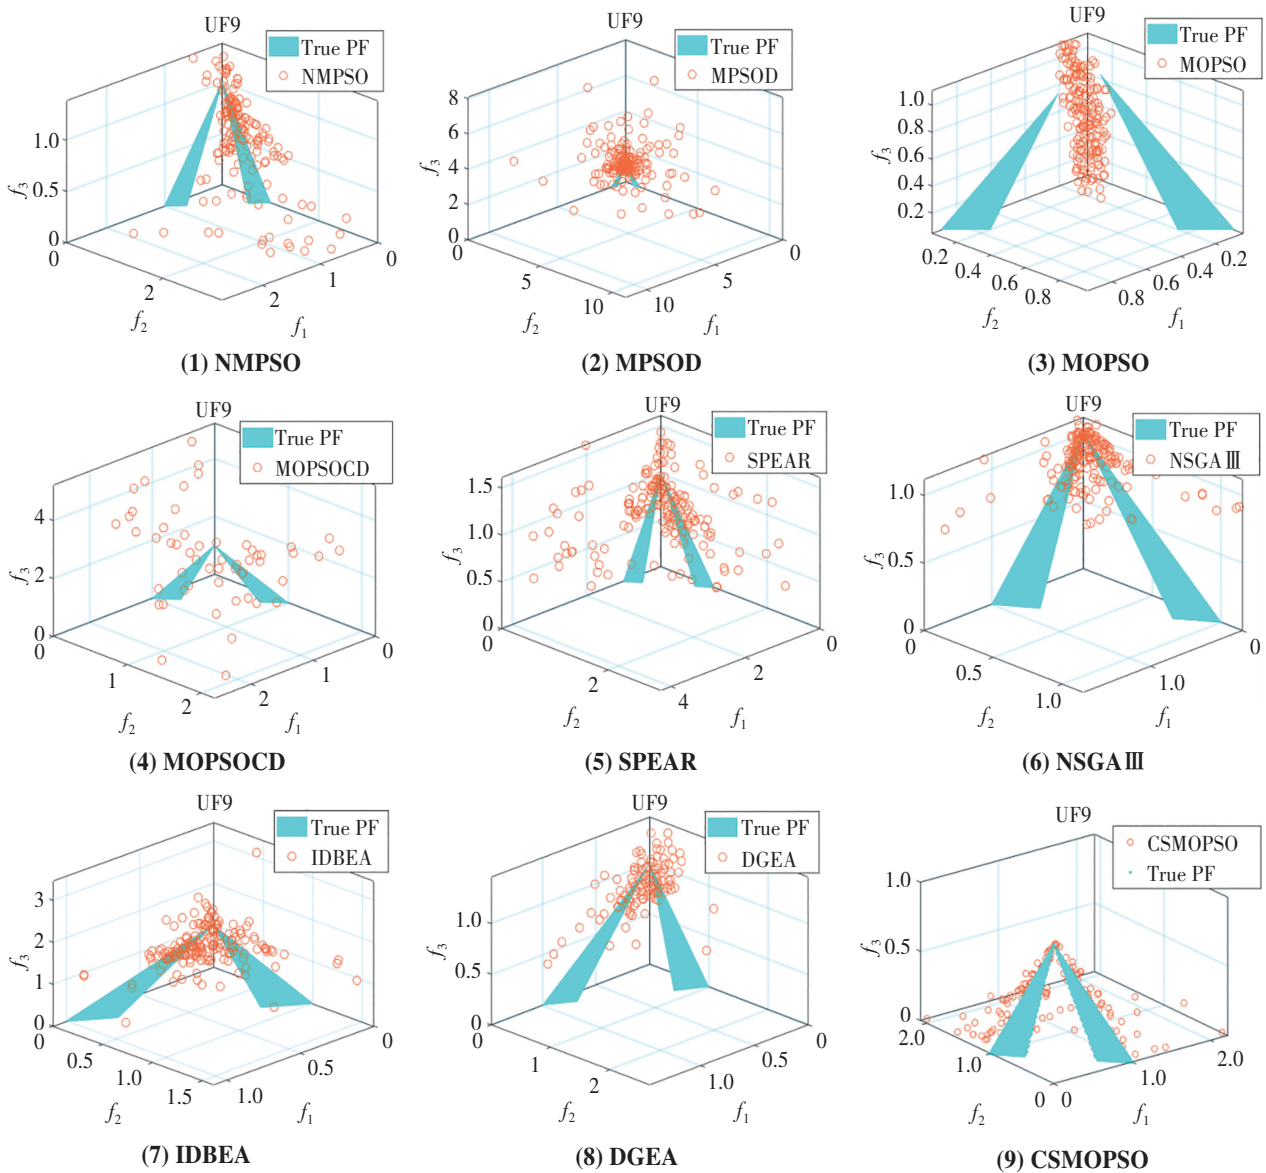 UF9
True PF
NMPSO
1.0
0.5
0
f3
0
2
f2
2
1
0
f1
(1) NMPSO
UF9
True PF
MPSOD
8
6
4
2
0
f3
0
5
10
f2
10
5
0
f1
(2) MPSOD
UF9
True PF
MOPSO
1.0
0.8
0.6
0.4
0.2
f3
0.2
0.4
0.6
0.8
f2
0.8
0.6
0.4
0.2
f1
(3) MOPSO
UF9
True PF
MOPSOCD
4
2
0
f3
0
1
2
f2
2
1
0
f1
(4) MOPSOCD
UF9
True PF
SPEAR
1.5
1.0
0.5
0
f3
0
2
4
f2
2
0
f1
(5) SPEAR
UF9
True PF
NSGAⅢ
1.0
0.5
0
f3
0.5
1.0
f2
1.0
0
f1
(6) NSGAⅢ
UF9
True PF
IDBEA
3
2
1
0
f3
0
0.5
1.0
1.5
f2
1.0
0.5
0
f1
(7) IDBEA
UF9
True PF
DGEA
1.0
0.5
0
f3
0
1
2
f2
1.0
0.5
0
f1
(8) DGEA
UF9
CSMOPSO
True PF
1.0
0.5
0
f3
2.0
1.0
0
f2
0
1.0
2.0
f1
(9) CSMOPSO